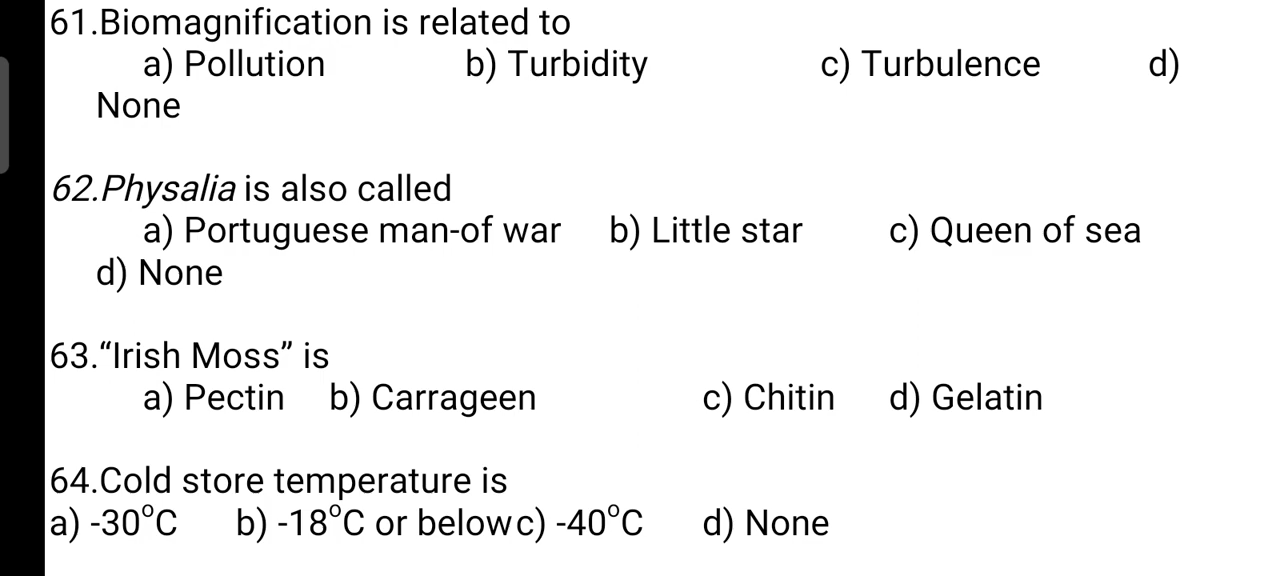 61.Biomagnification is related to
a) Pollution b) Turbidity c) Turbulence d)
None
62.Physalia is also called
a) Portuguese man-of war b) Little star c) Queen of sea
d) None
63.“Irish Moss” is
a) Pectin b) Carrageen c) Chitin d) Gelatin
64.Cold store temperature is
a) -30°C b) -18°C or below c) -40°C d) None